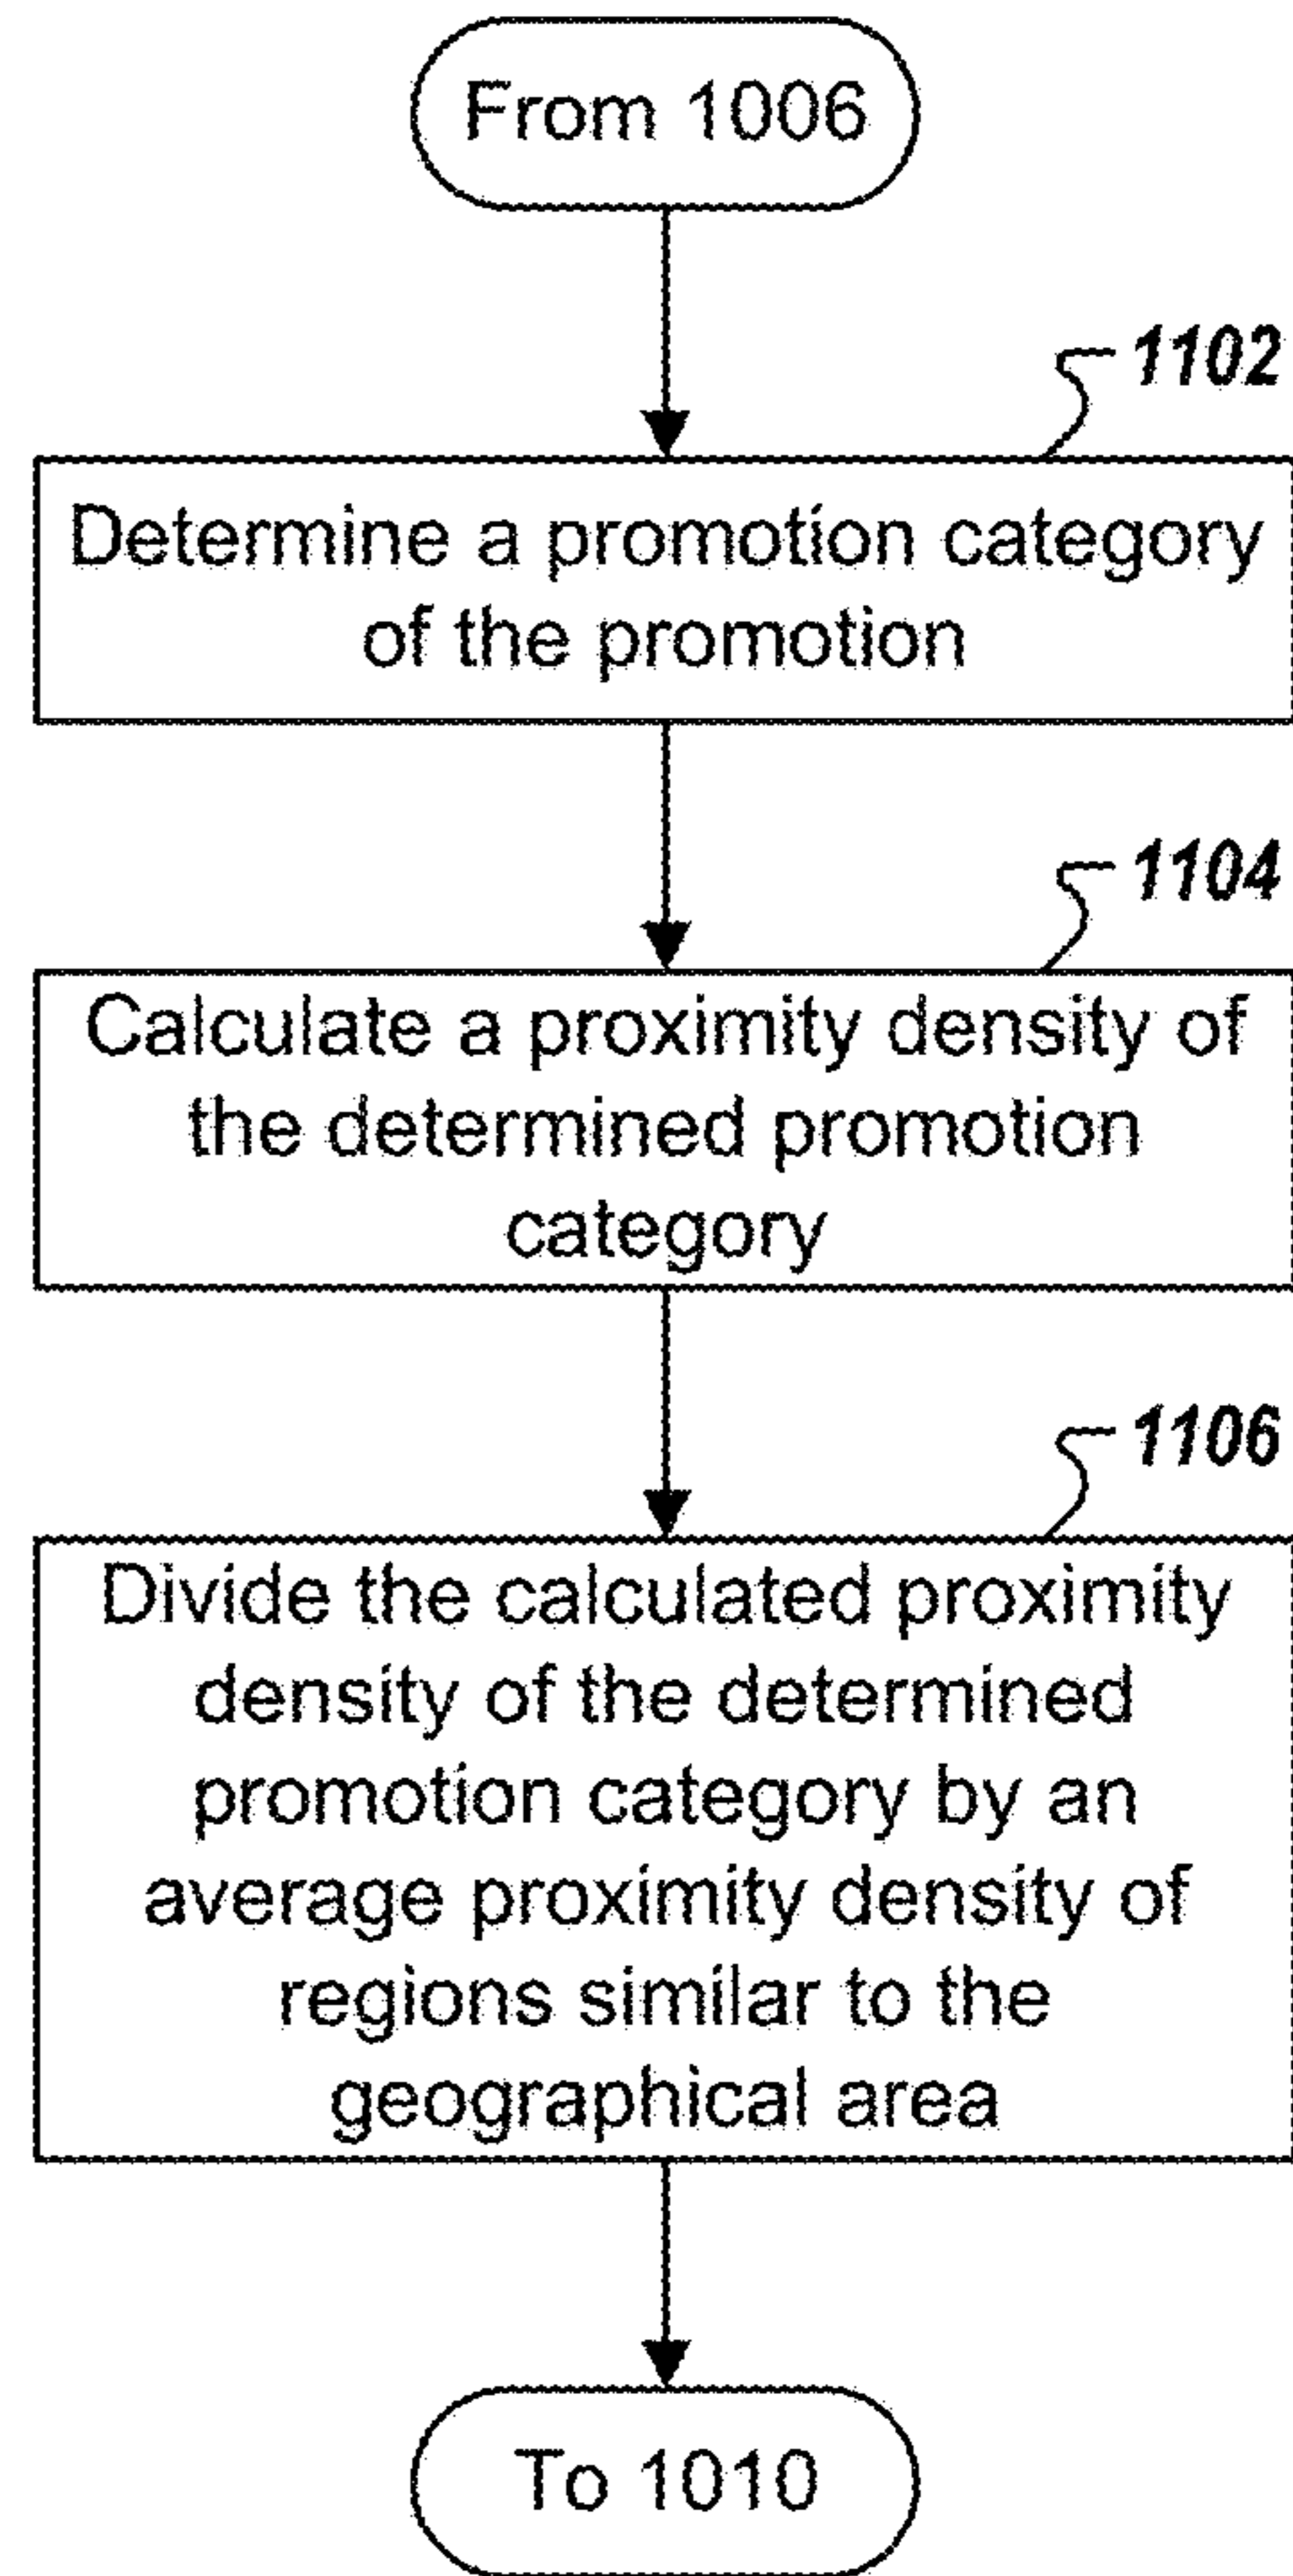 From 1006
1102
Determine a promotion category
of the promotion
1104
Calculate a proximity density of
the determined promotion
category
1106
Divide the calculated proximity
density of the determined
promotion category by an
average proximity density of
regions similar to the
geographical area
To 1010